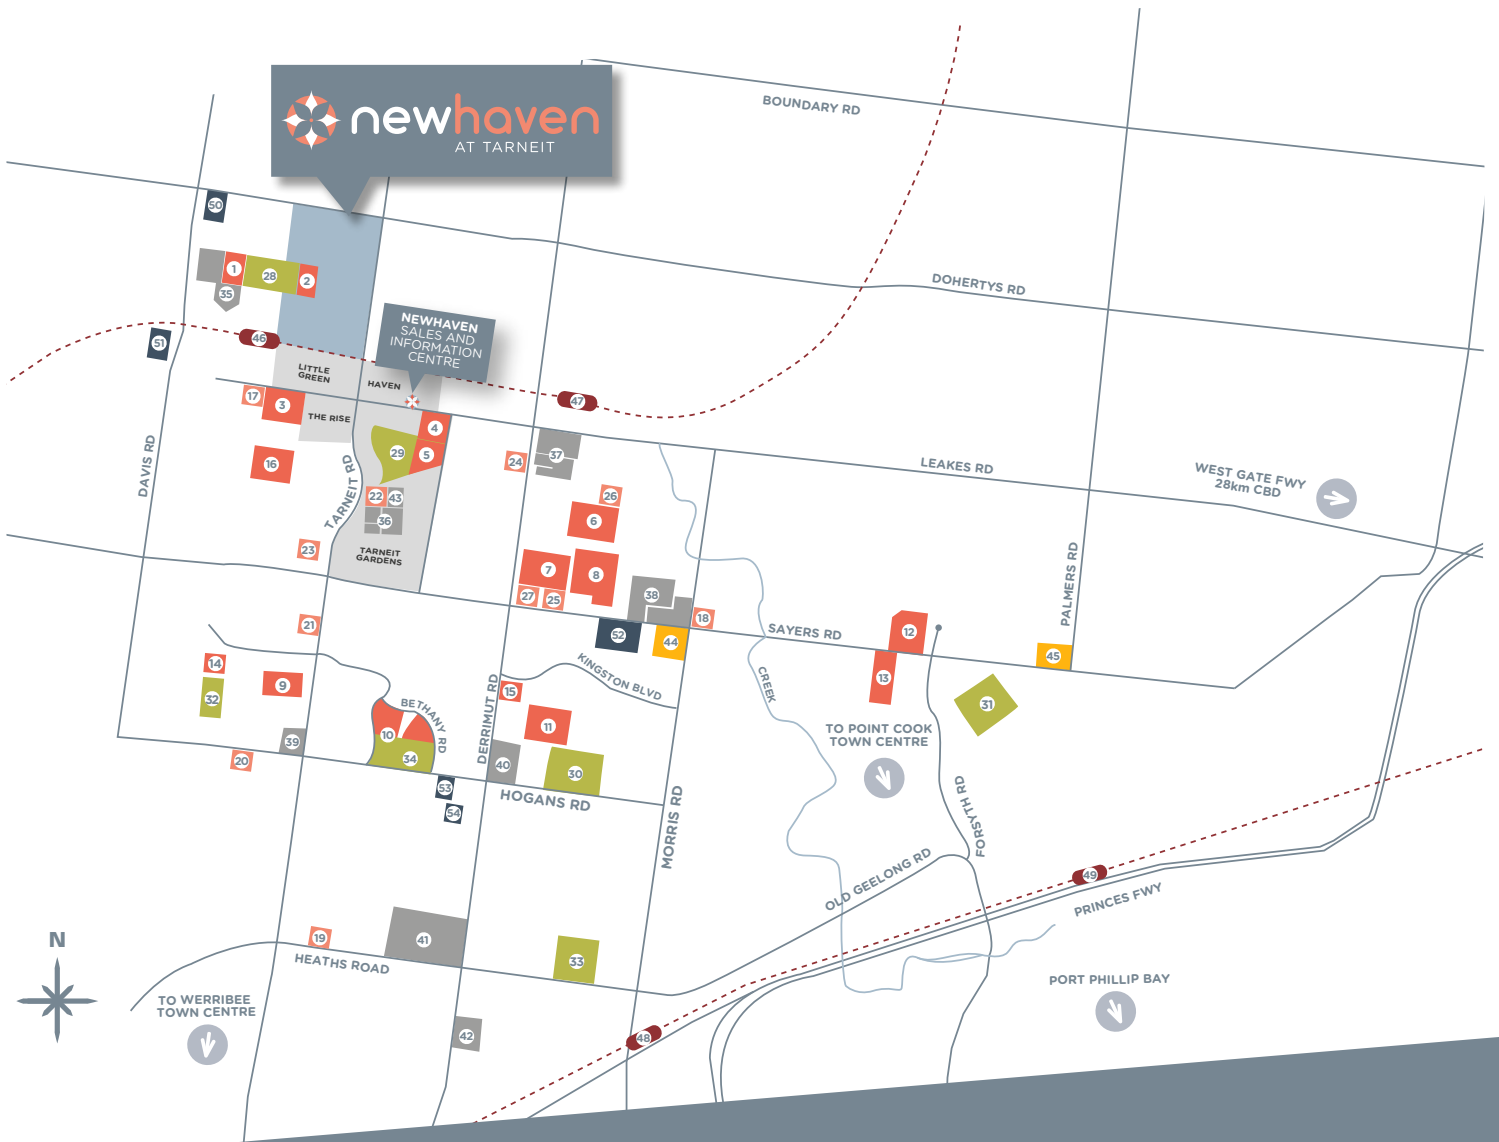 newhaven
AT TARNEIT
BOUNDARY RD
50
DOHERTYS RD
1
28
2
35
51
46
NEWHAVEN
SALES AND
INFORMATION
CENTRE
LITTLE
GREEN
HAVEN
17
3
THE RISE
47
4
29
5
16
DAVIS RD
TARNEIT RD
24
37
LEAKES RD
WEST GATE FWY
28km CBD
22
43
36
26
6
23
TARNEIT
GARDENS
7
8
27
25
38
18
PALMERS RD
21
52
44
SAYERS RD
12
45
14
9
32
KINGSTON BLVD
15
CREEK
13
31
BETHANY RD
10
34
DERRIMUT RD
11
39
20
40
30
TO POINT COOK
TOWN CENTRE
53
54
HOGANS RD
MORRIS RD
FORSYTH RD
OLD GEELONG RD
49
PRINCES FWY
N
19
41
33
HEATHS ROAD
TO WERRIBEE
TOWN CENTRE
42
48
PORT PHILLIP BAY